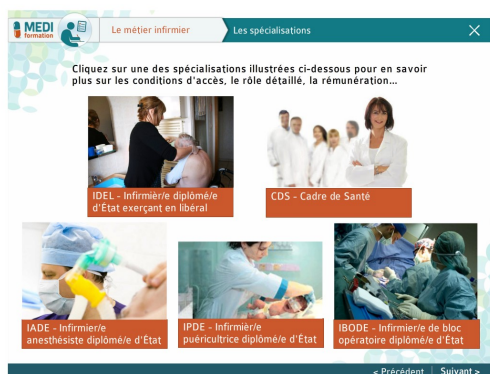 MEDI
formation
Le métier infirmier
Les spécialisations
Cliquez sur une des spécialisations illustrées ci-dessous pour en savoir
plus sur les conditions d'accès, le rôle détaillé, la rémunération...
IDEL - Infirmièr/e diplômé/e
d'État exerçant en libéral
CDS - Cadre de Santé
IADE - Infirmier/e
anesthésiste diplômé/e d'État
IPDE - Infirmièr/e
puéricultrice diplômé/e d'État
IBODE - Infirmier/e de bloc
opératoire diplômé/e d'État
< Précédent | Suivant >